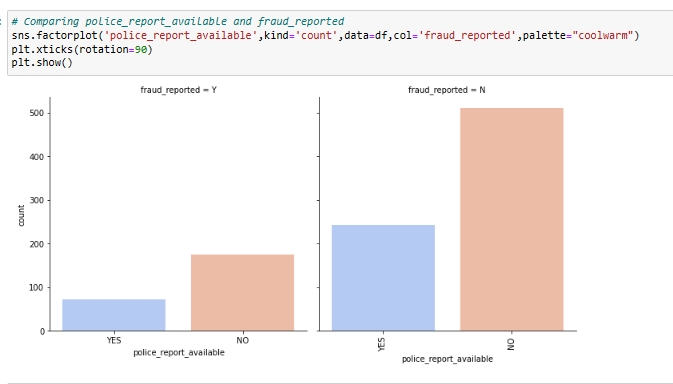 # Comparing police_report_available and fraud_reported
sns.factorplot('police_report_available',kind='count',data=df,col='fraud_reported',palette="coolwarm")
plt.xticks(rotation=90)
plt.show()
fraud_reported = Y
fraud_reported = N
500
400
300
200
100
0
count
YES
NO
YES
NO
police_report_available
police_report_available